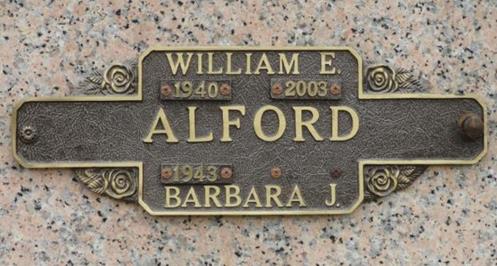 WILLIAM E.
1940 2003
ALFORD
1943
BARBARA J.